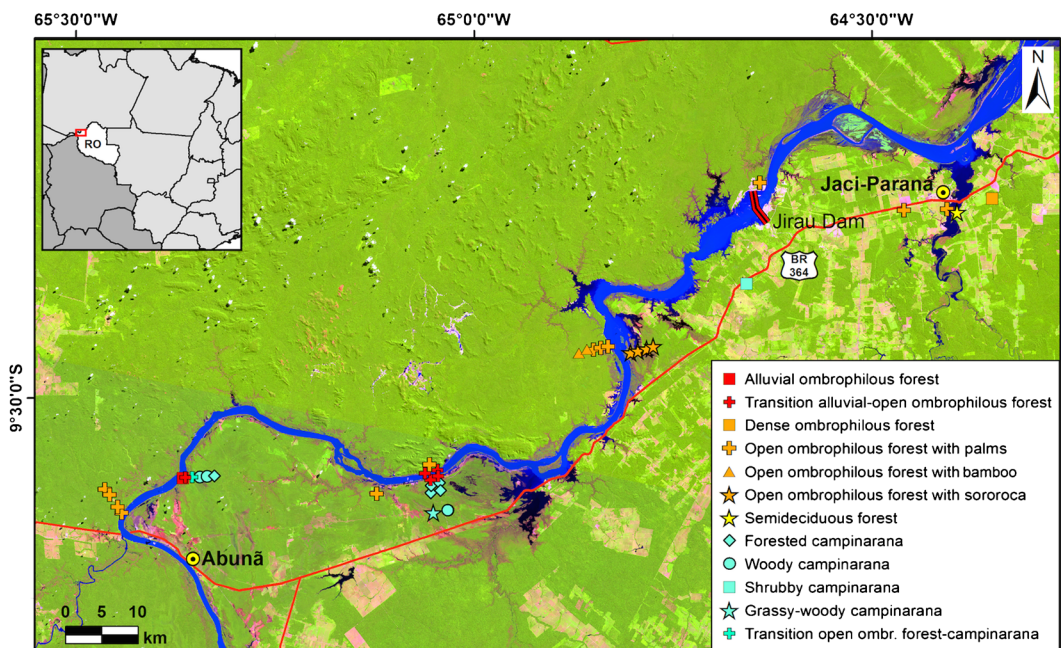 65°30'0"W
65°0'0"W
64°30'0"W
N
RO
Jaci-Paraná
Jirau Dam
BR
364
9°30'0"S
Abunã
0 5 10
km
Alluvial ombrophilous forest
Transition alluvial-open ombrophilous forest
Dense ombrophilous forest
Open ombrophilous forest with palms
Open ombrophilous forest with bamboo
Open ombrophilous forest with sororoca
Semideciduous forest
Forested campinarana
Woody campinarana
Shrubby campinarana
Grassy-woody campinarana
Transition open ombr. forest-campinarana